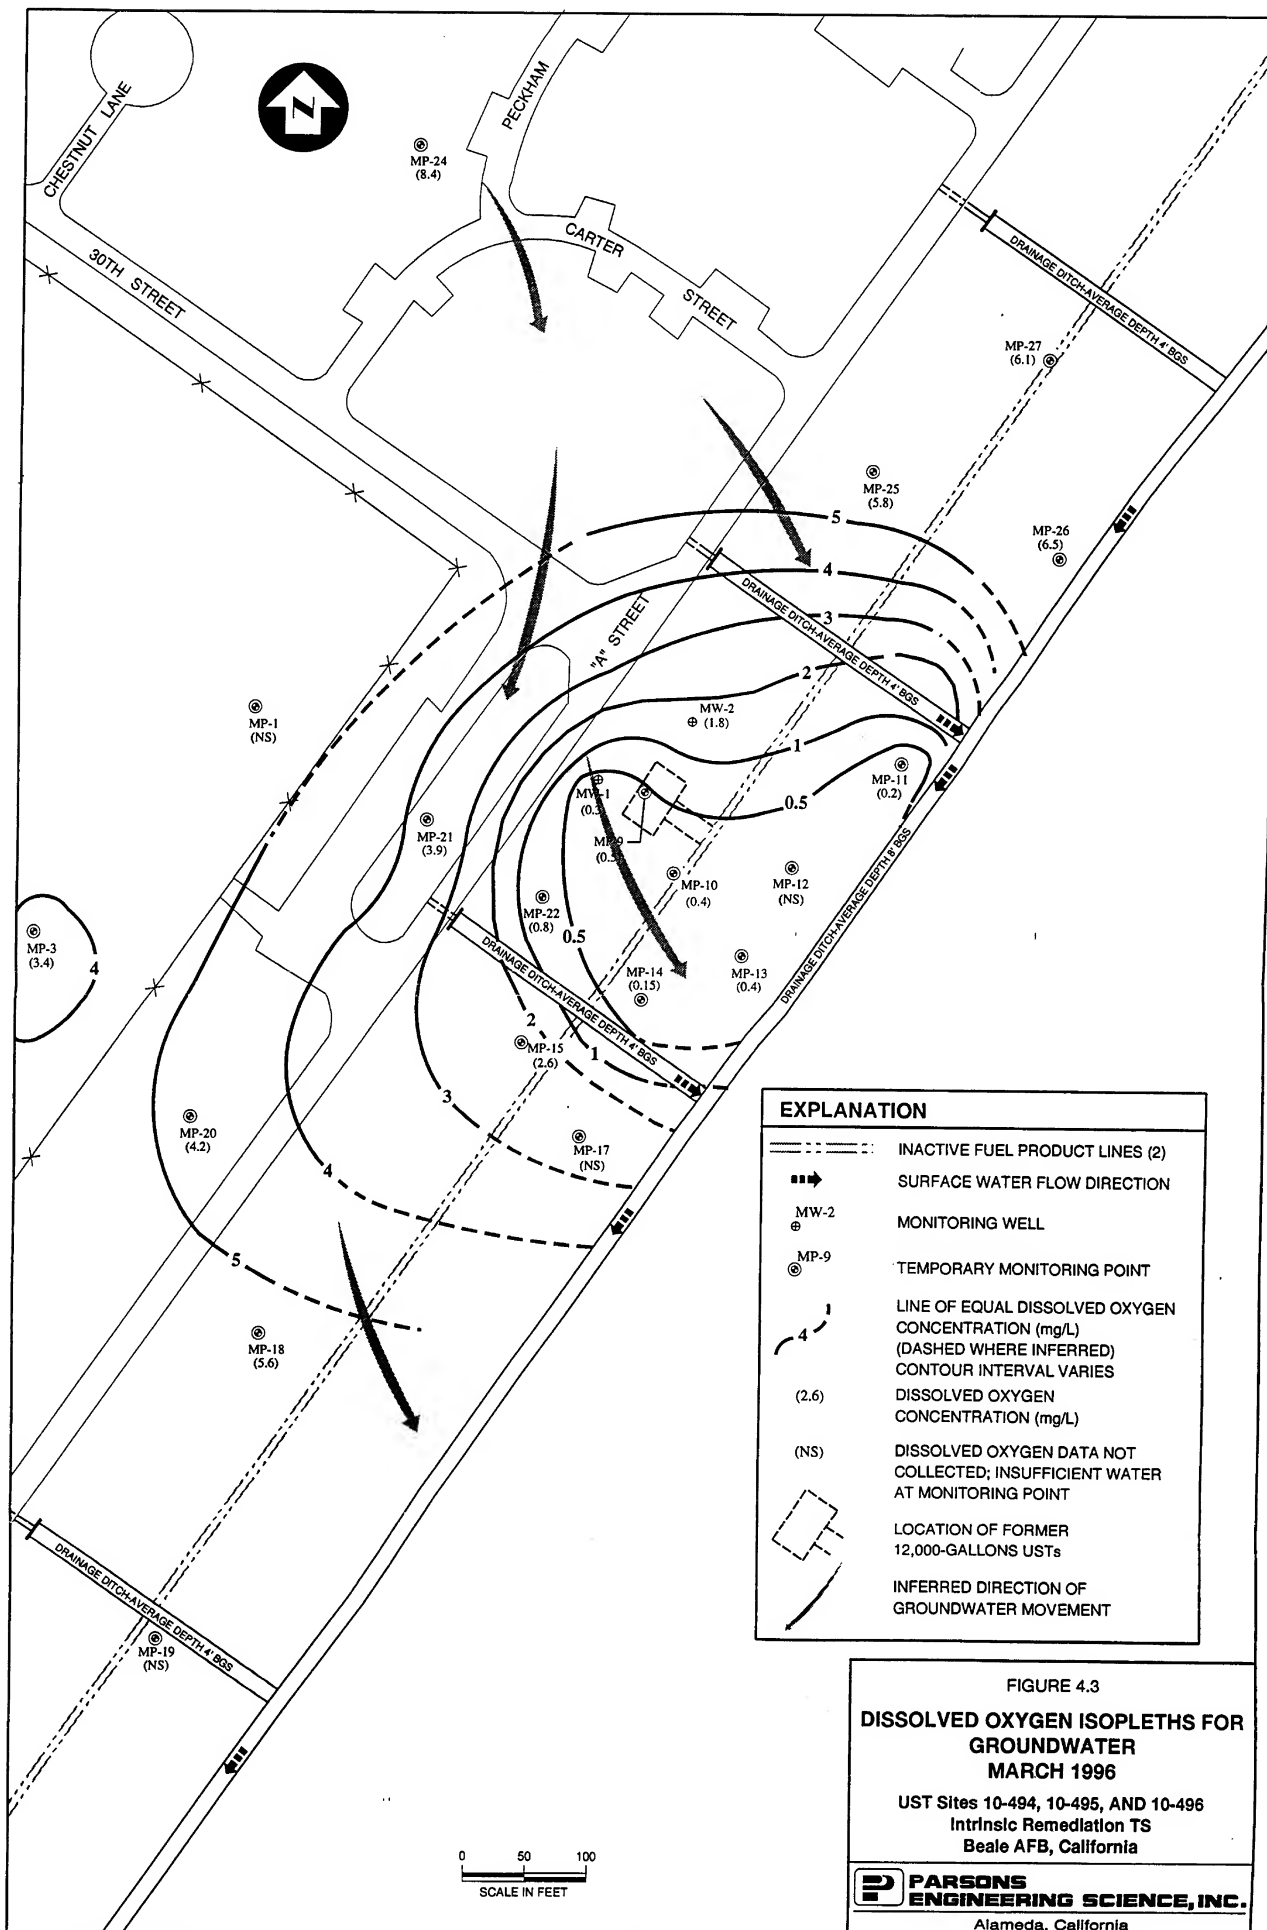 CHESTNUT LANE
N
MP-24
(8.4)
PECKHAM
CARTER
STREET
30TH STREET
DRAINAGE DITCH-AVERAGE DEPTH 4' BGS
MP-27
(6.1)
MP-25
(5.8)
MP-26
(6.5)
5
4
3
2
1
0.5
"A" STREET
DRAINAGE DITCH-AVERAGE DEPTH 4' BGS
MP-1
(NS)
MW-2
(1.8)
MP-11
(0.2)
MW-1
(0.3
MP-9
MP-21
(3.9)
MP-10
(0.4)
MP-12
(NS)
MP-22
(0.8)
0.5
MP-3
(3.4)
4
MP-14
(0.15)
MP-13
(0.4)
DRAINAGE DITCH-AVERAGE DEPTH 8' BGS
DRAINAGE DITCH-AVERAGE DEPTH 4' BGS
2
1
MP-15
(2.6)
3
MP-20
(4.2)
MP-17
(NS)
4
5
MP-18
(5.6)
DRAINAGE DITCH-AVERAGE DEPTH 4' BGS
MP-19
(NS)
0 50 100
SCALE IN FEET
EXPLANATION
INACTIVE FUEL PRODUCT LINES (2)
SURFACE WATER FLOW DIRECTION
MW-2
MONITORING WELL
MP-9
TEMPORARY MONITORING POINT
4
LINE OF EQUAL DISSOLVED OXYGEN
CONCENTRATION (mg/L)
(DASHED WHERE INFERRED)
CONTOUR INTERVAL VARIES
(2.6)
DISSOLVED OXYGEN
CONCENTRATION (mg/L)
(NS)
DISSOLVED OXYGEN DATA NOT
COLLECTED; INSUFFICIENT WATER
AT MONITORING POINT
LOCATION OF FORMER
12,000-GALLONS USTs
INFERRED DIRECTION OF
GROUNDWATER MOVEMENT
FIGURE 4.3
DISSOLVED OXYGEN ISOPLETHS FOR
GROUNDWATER
MARCH 1996
UST Sites 10-494, 10-495, AND 10-496
Intrinsic Remediation TS
Beale AFB, California
PARSONS
ENGINEERING SCIENCE, INC.
Alameda, California